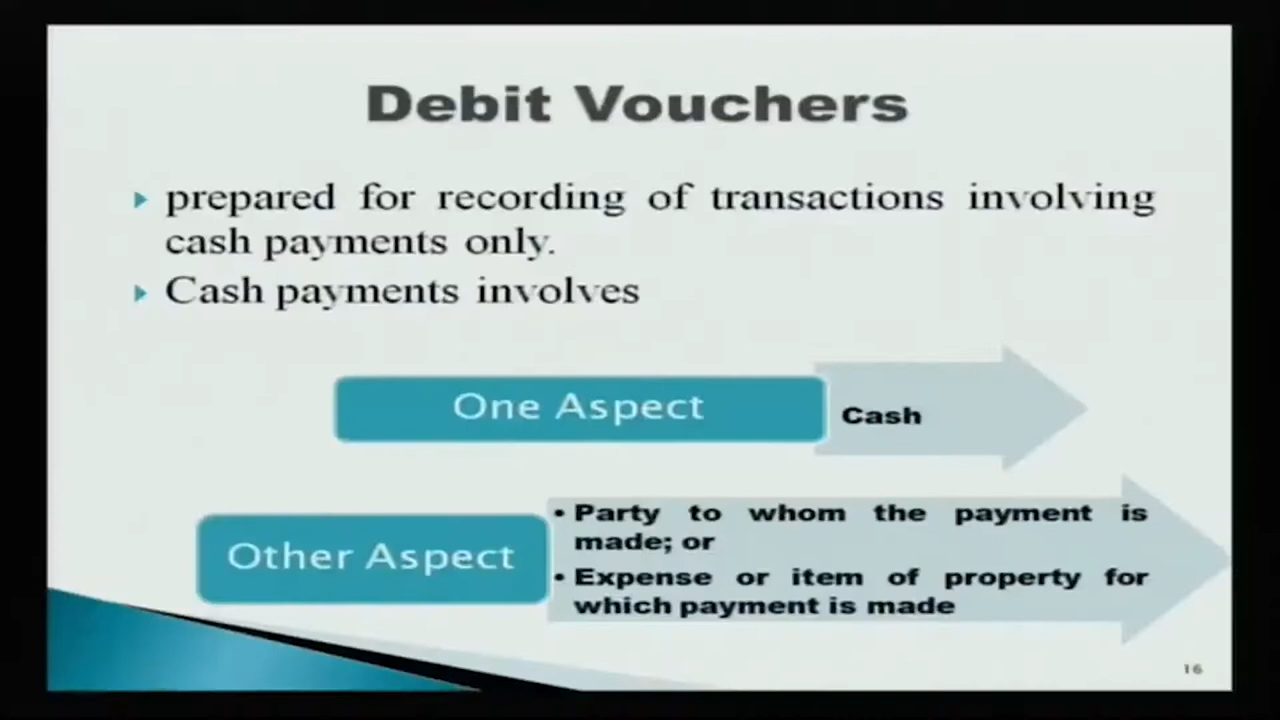 Debit Vouchers
prepared for recording of transactions involving
cash payments only.
Cash payments involves
One Aspect
Cash
Other Aspect
• Party to whom the payment is
made; or
• Expense or item of property for
which payment is made
16